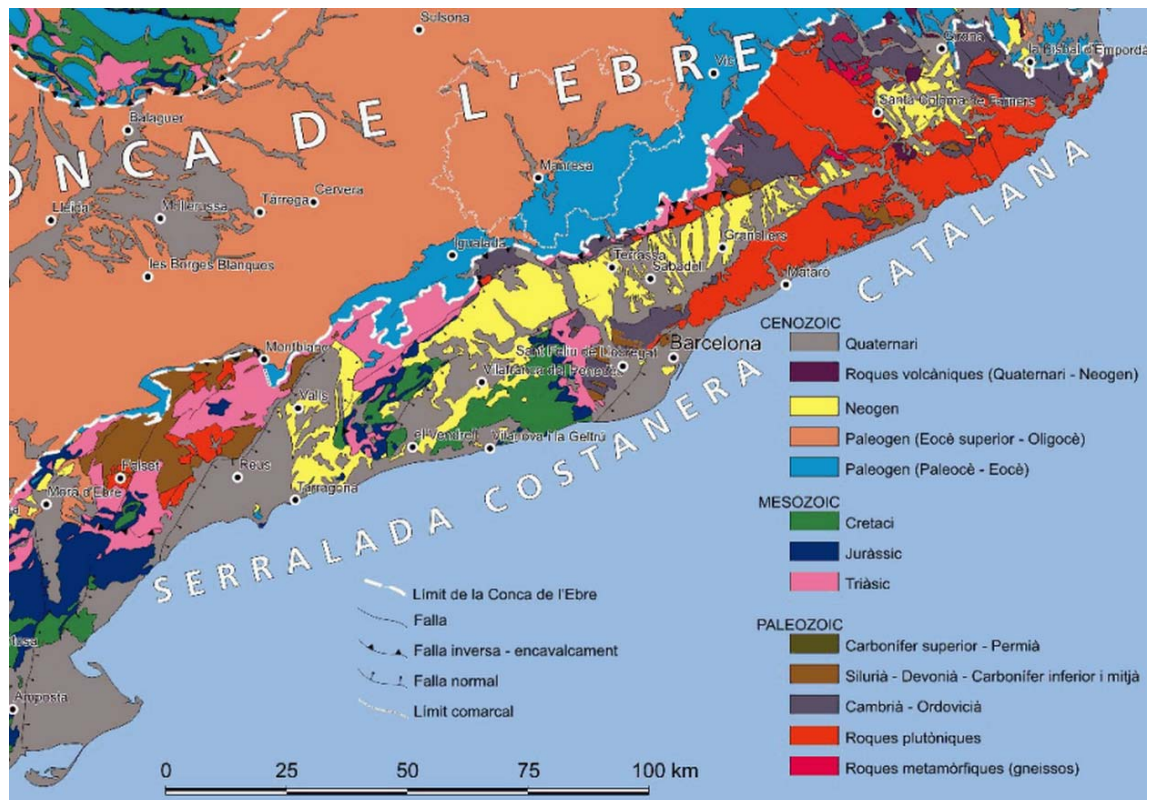 Solsona
Girona
la Bisbal d'Empordà
Vic
CONCA DE L'EBRE
Santa Coloma de Farners
Balaguer
Manresa
Cervera
Tàrrega
Lleida
Mollerussa
Igualada
Granollers
Terrassa
Sabadell
les Borges Blanques
Mataró
CATALANA
Montblanc
Barcelona
Sant Feliu de Llobregat
Vilafranca del Penedès
Valls
el Vendrell
Vilanova i la Geltrú
Falset
Reus
Mora d'Ebre
Tarragona
SERRALADA COSTANERA
Amposta
CENOZOIC
Quaternari
Roques volcàniques (Quaternari - Neogen)
Neogen
Paleogen (Eocè superior - Oligocè)
Paleogen (Paleocè - Eocè)
MESOZOIC
Cretaci
Juràssic
Triàsic
PALEOZOIC
Carbonífer superior - Permià
Silurià - Devonià - Carbonífer inferior i mitjà
Cambrià - Ordovicià
Roques plutòniques
Roques metamòrfiques (gneissos)
Límit de la Conca de l'Ebre
Falla
Falla inversa - encavalcament
Falla normal
Límit comarcal
0 25 50 75 100 km